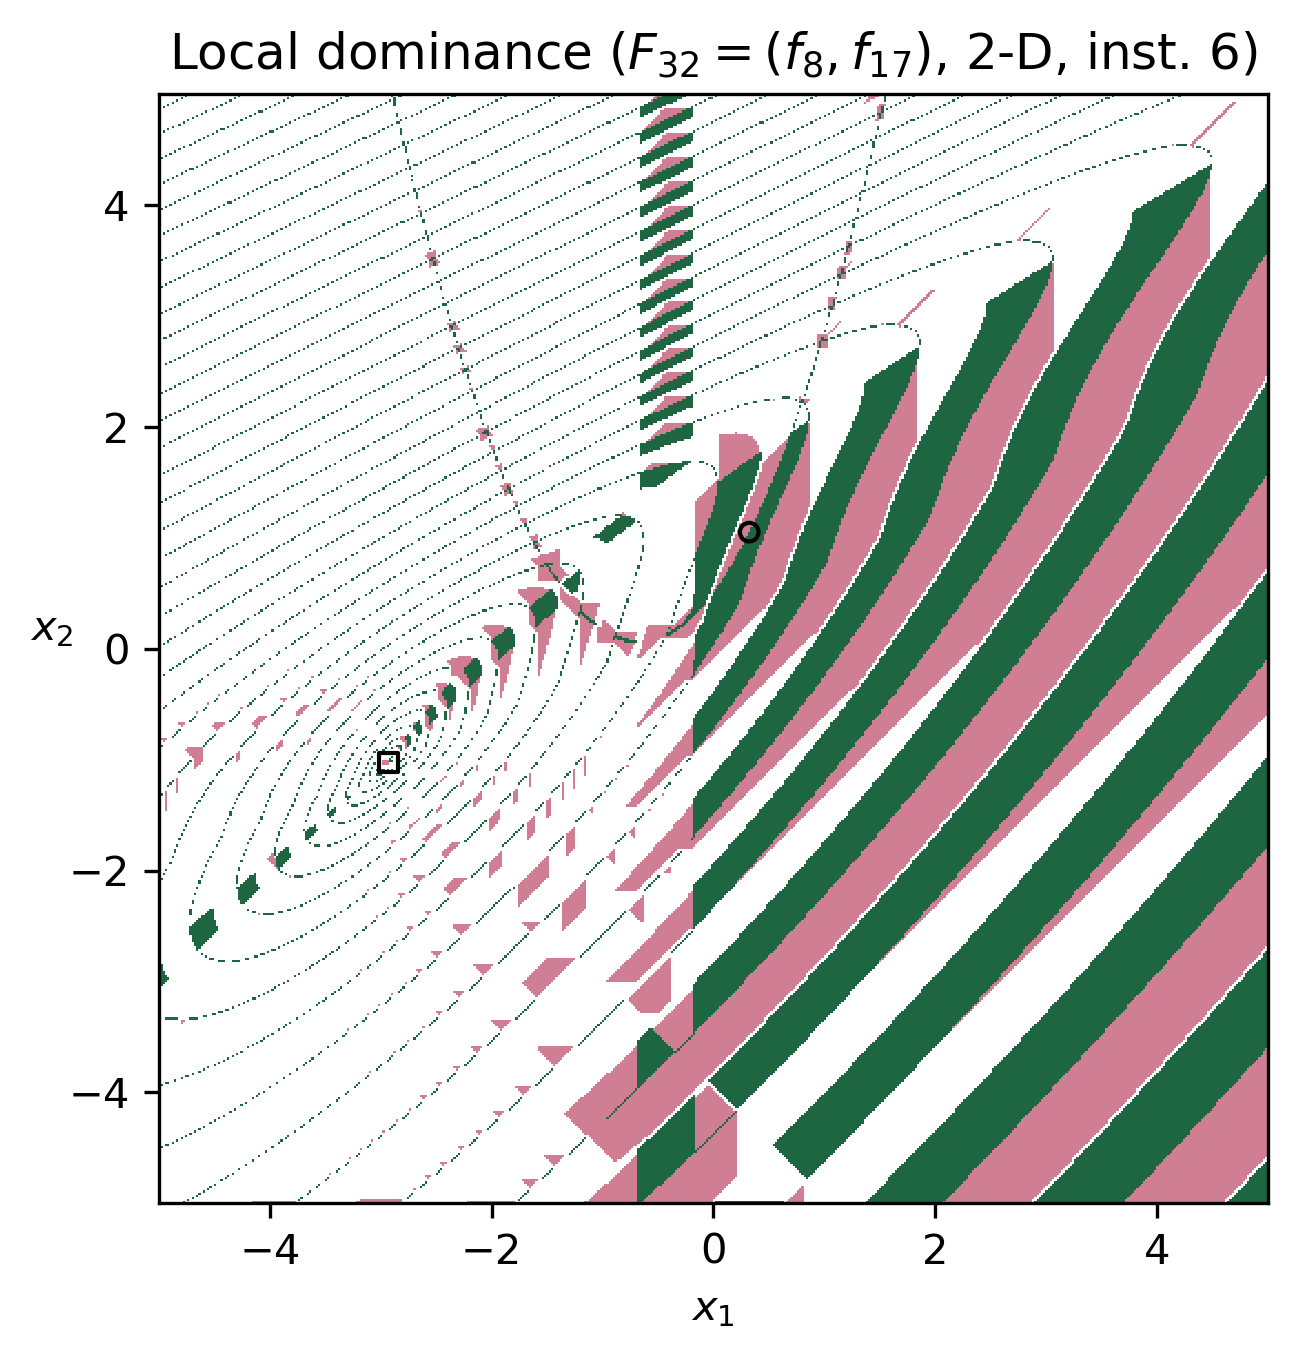 Local dominance (F₃₂ = (f₈, f₁₇), 2-D, inst. 6)
4
2
x₂
0
−2
−4
−4 −2 0 2 4
x₁